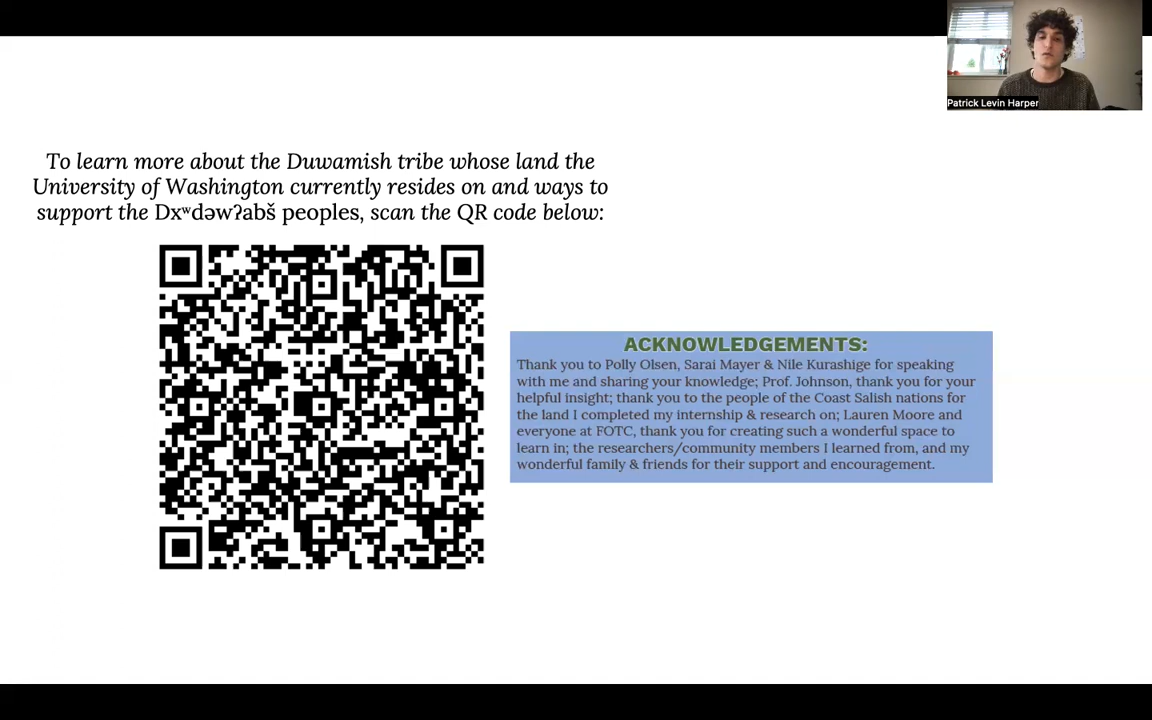 Patrick Levin Harper
To learn more about the Duwamish tribe whose land the
University of Washington currently resides on and ways to
support the Dxʷdəwʔabš peoples, scan the QR code below:
ACKNOWLEDGEMENTS:
Thank you to Polly Olsen, Sarai Mayer & Nile Kurashige for speaking
with me and sharing your knowledge; Prof. Johnson, thank you for your
helpful insight; thank you to the people of the Coast Salish nations for
the land I completed my internship & research on; Lauren Moore and
everyone at FOTC, thank you for creating such a wonderful space to
learn in; the researchers/community members I learned from, and my
wonderful family & friends for their support and encouragement.